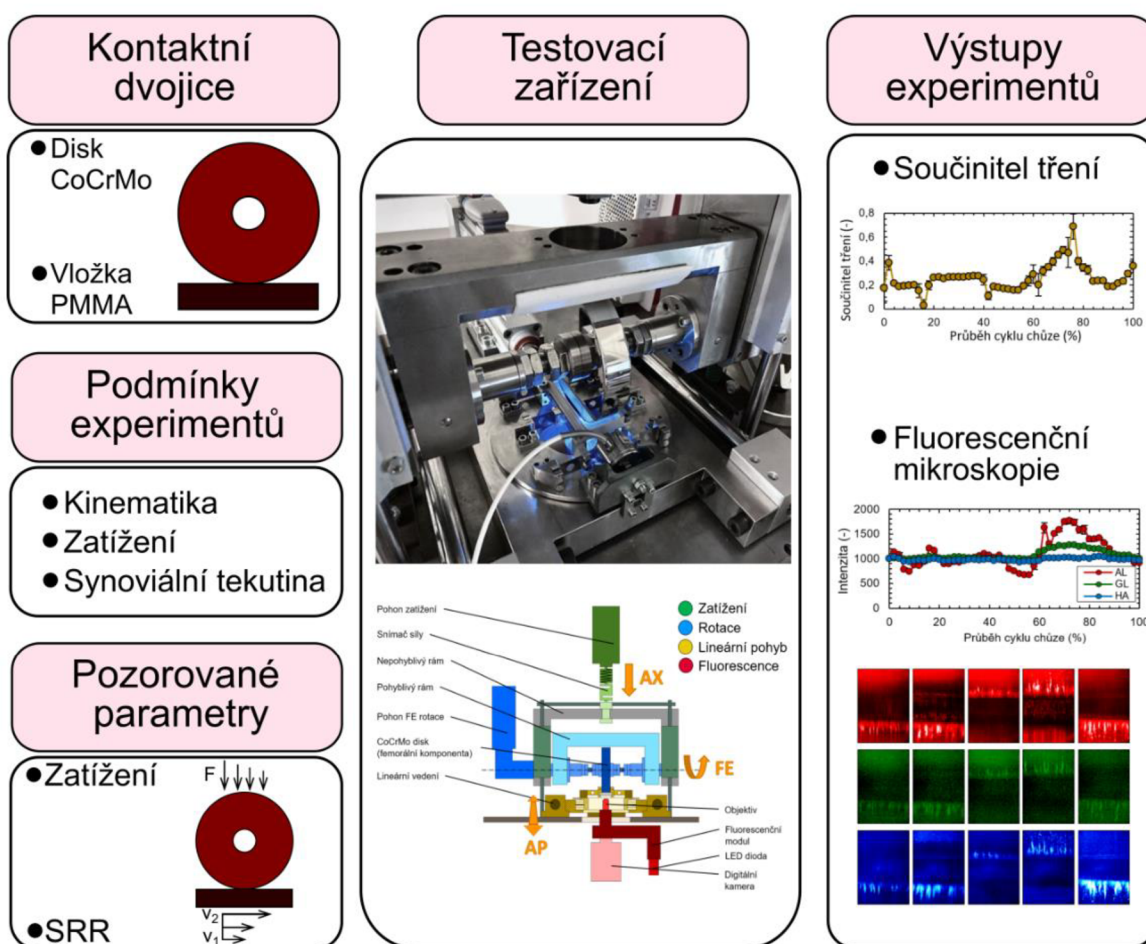 Kontaktní
dvojice
Disk
CoCrMo
Vložka
PMMA
Podmínky
experimentů
Kinematika
Zatížení
Synoviální tekutina
Pozorované
parametry
Zatížení
F
v2
v1
SRR
Testovací
zařízení
Pohon zatížení
Snímač síly
Nepohyblivý rám
Pohyblivý rám
Pohon FE rotace
CoCrMo disk
(femorální komponenta)
Lineární vedení
Zatížení
Rotace
Lineární pohyb
Fluorescence
AX
FE
AP
Objektiv
Fluorescenční
modul
LED dioda
Digitální
kamera
Výstupy
experimentů
Součinitel tření
Součinitel tření (-)
0,8
0,6
0,4
0,2
0
0 20 40 60 80 100
Průběh cyklu chůze (%)
Fluorescenční
mikroskopie
Intenzita (-)
2000
1500
1000
500
0
AL
GL
HA
0 20 40 60 80 100
Průběh cyklu chůze (%)